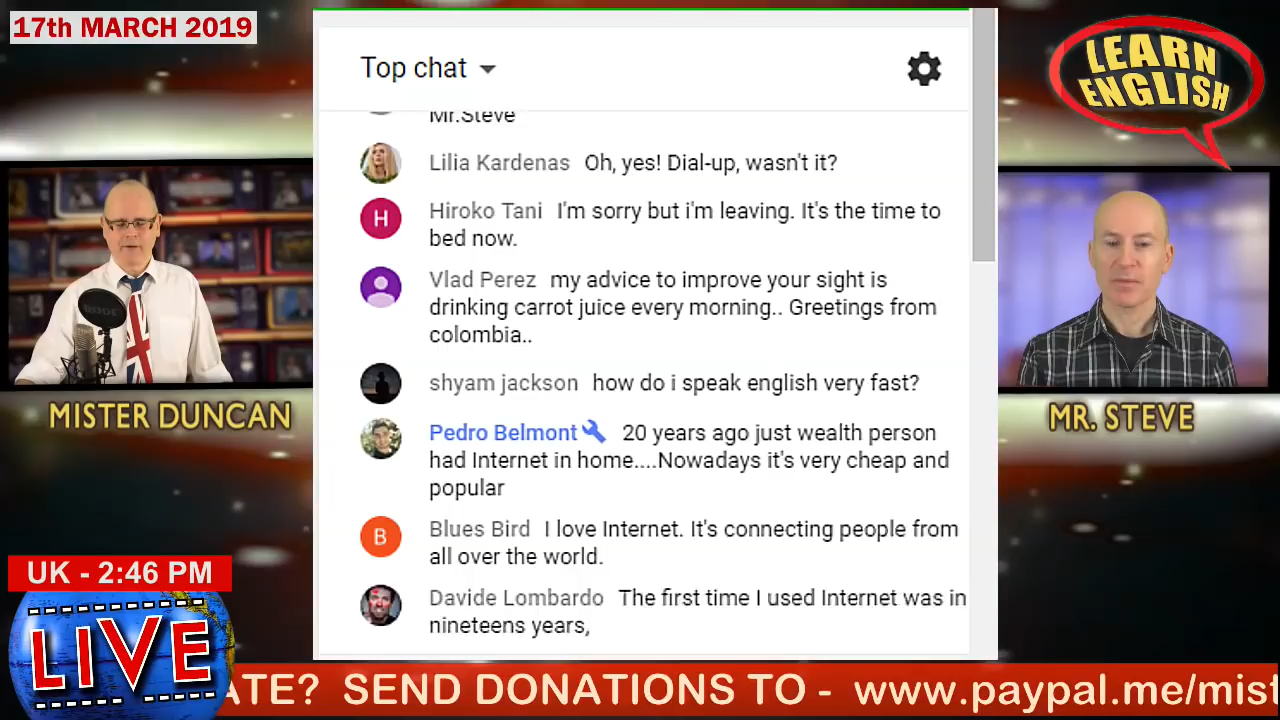 17th MARCH 2019
Top chat
LEARN
ENGLISH
Mr.Steve
Lilia Kardenas Oh, yes! Dial-up, wasn't it?
Hiroko Tani I'm sorry but i'm leaving. It's the time to
bed now.
Vlad Perez my advice to improve your sight is
drinking carrot juice every morning.. Greetings from
colombia..
shyam jackson how do i speak english very fast?
Pedro Belmont 20 years ago just wealth person
had Internet in home....Nowadays it's very cheap and
popular
Blues Bird I love Internet. It's connecting people from
all over the world.
Davide Lombardo The first time I used Internet was in
nineteens years,
H
B
MISTER DUNCAN
MR. STEVE
UK - 2:46 PM
LIVE
ATE? SEND DONATIONS TO - www.paypal.me/mist